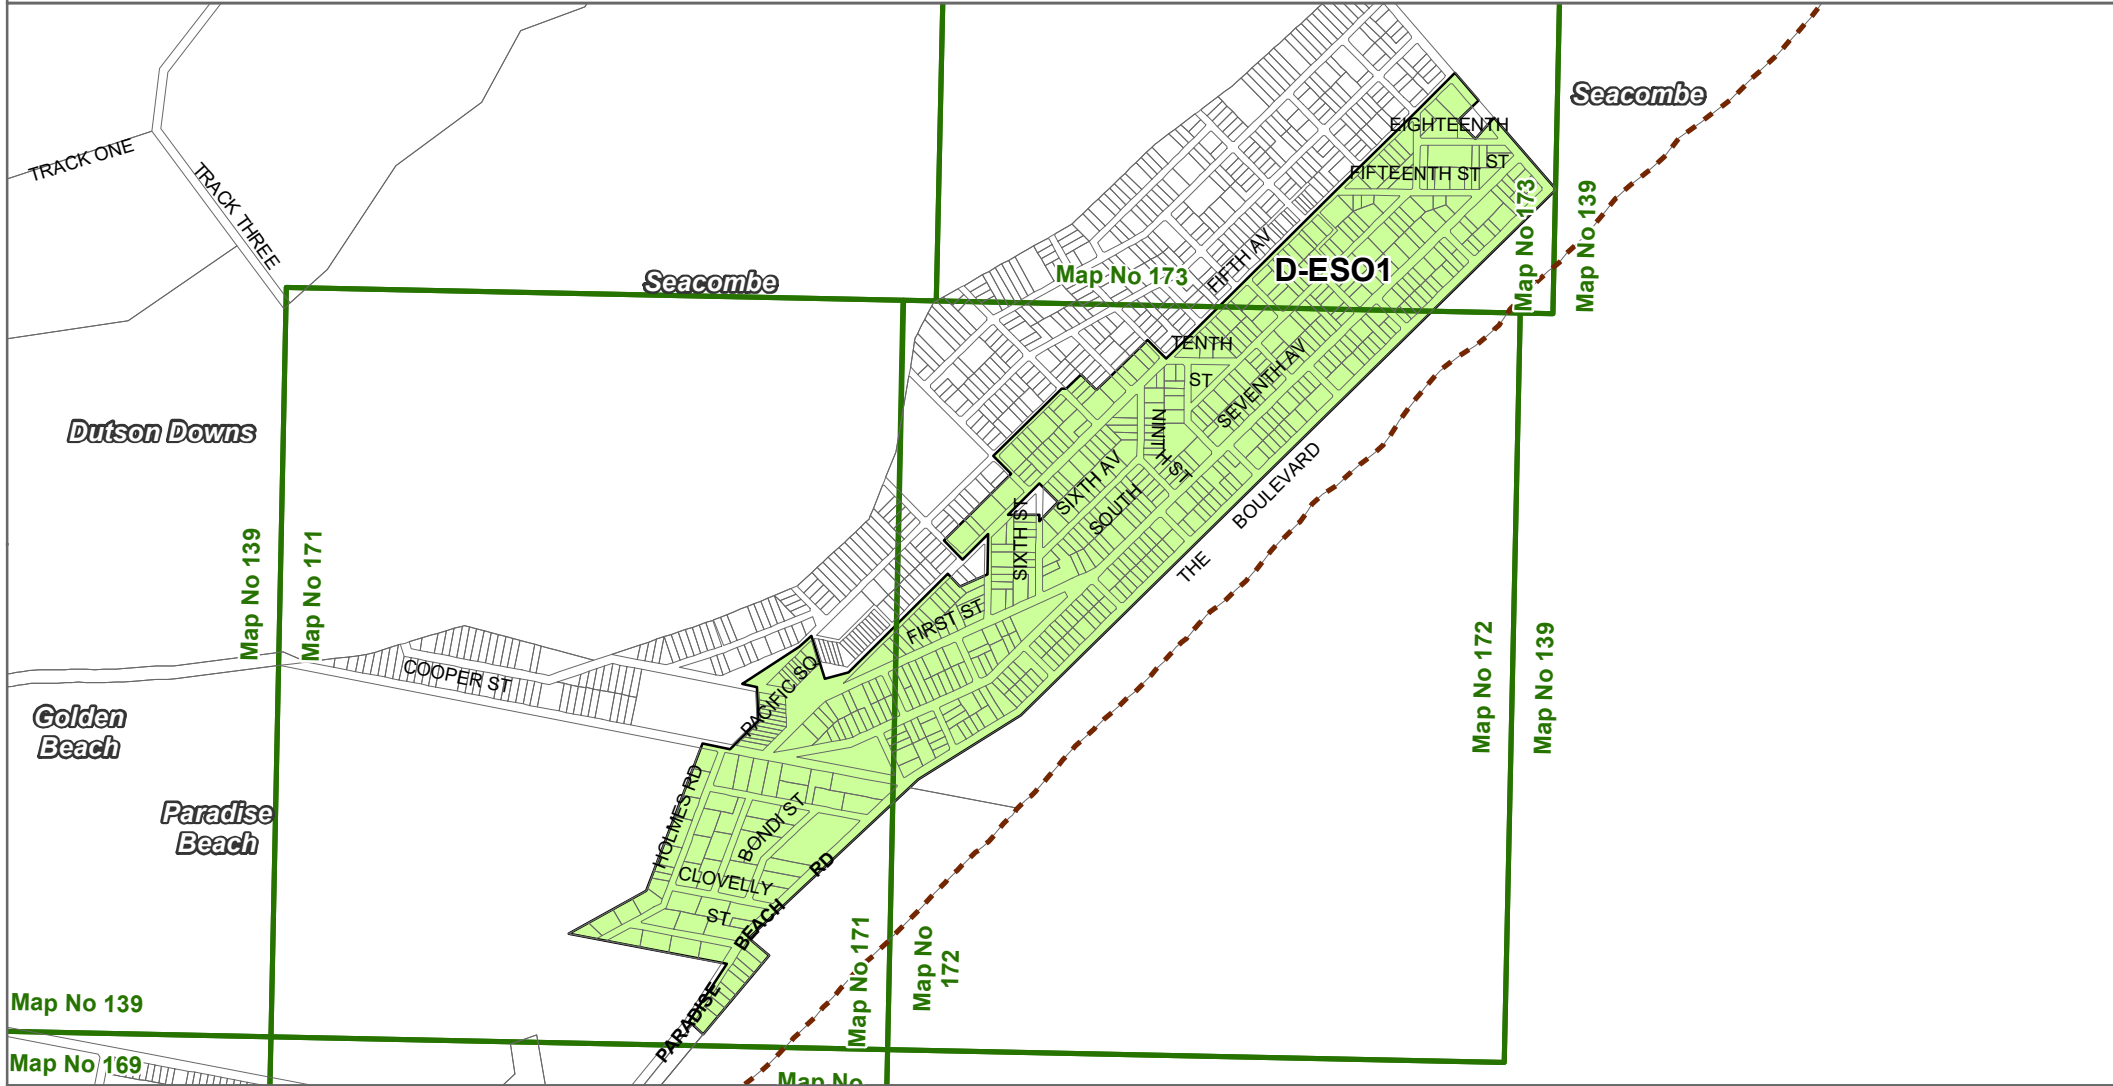 Seacombe
EIGHTEENTH
ST
FIFTEENTH ST
TRACK ONE
TRACK THREE
Map No 173
Map No 139
FIFTH AV
D-ESO1
Map No 173
Seacombe
TENTH
ST
SEVENTH AV
NINT
H ST
Dutson Downs
SIXTH AV
SOUTH
THE BOULEVARD
SIXTH ST
Map No 139
Map No 171
FIRST ST
COOPER ST
PACIFIC SQ
Map No 172
Map No 139
Golden
Beach
Paradise
Beach
HOLMES RD
BONDI ST
CLOVELLY
ST
PARADISE BEACH RD
Map No 171
Map No
172
Map No 139
Map No 169
Map No